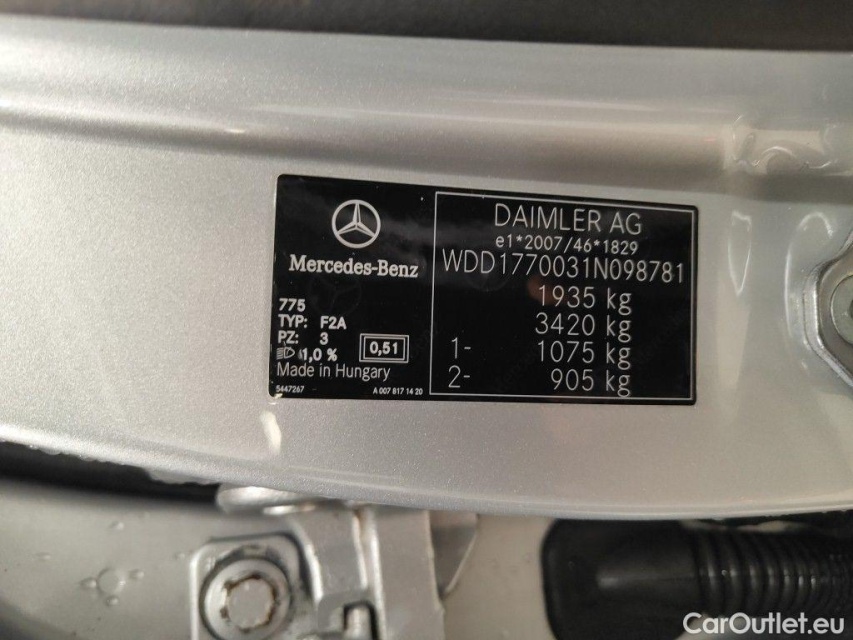 Mercedes-Benz
775
TYP: F2A
PZ: 3
1,0 %
0,51
Made in Hungary
5447267
A 007 817 14 20
DAIMLER AG
e1*2007/46*1829
WDD1770031N098781
1935 kg
3420 kg
1- 1075 kg
2- 905 kg
CarOutlet.eu